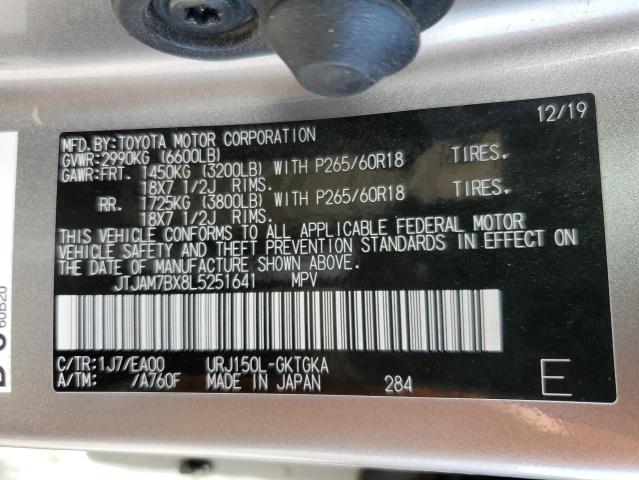 12/19
MFD.BY:TOYOTA MOTOR CORPORATION
GVWR:2990KG (6600LB)
GAWR:FRT. 1450KG (3200LB) WITH P265/60R18 TIRES.
18X7 1/2J RIMS.
RR. 1725KG (3800LB) WITH P265/60R18 TIRES.
18X7 1/2J RIMS.
THIS VEHICLE CONFORMS TO ALL APPLICABLE FEDERAL MOTOR
VEHICLE SAFETY AND THEFT PREVENTION STANDARDS IN EFFECT ON
THE DATE OF MANUFACTURE SHOWN ABOVE.
JTJAM7BX8L5251641 MPV
C/TR:1J7/EA00 URJ150L-GKTGKA
A/TM: /A760F MADE IN JAPAN 284 E
60B20